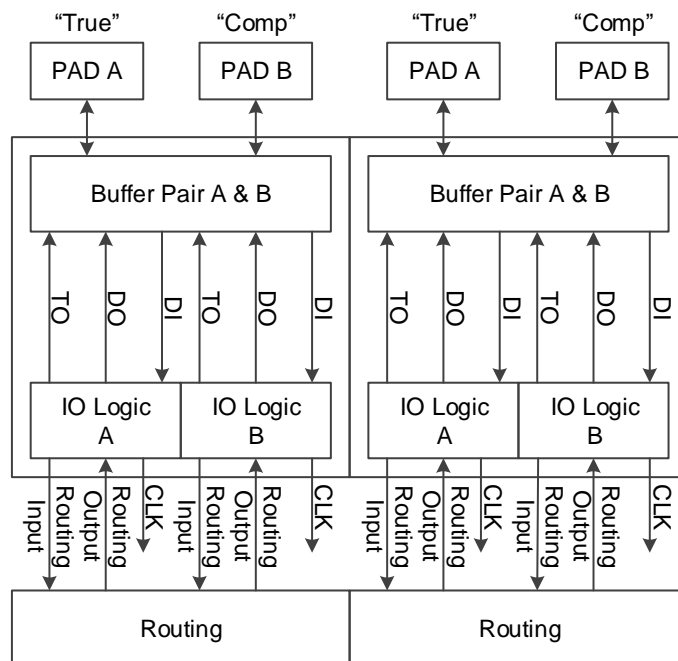 “True” “Comp” “True” “Comp”
PAD A PAD B PAD A PAD B
Buffer Pair A & B Buffer Pair A & B
TO DO DI TO DO DI TO DO DI TO DO DI
IO Logic IO Logic IO Logic IO Logic
A B A B
Routing Input Routing Output CLK Routing Input Routing Output CLK Routing Input Routing Output CLK Routing Input Routing Output CLK
Routing Routing